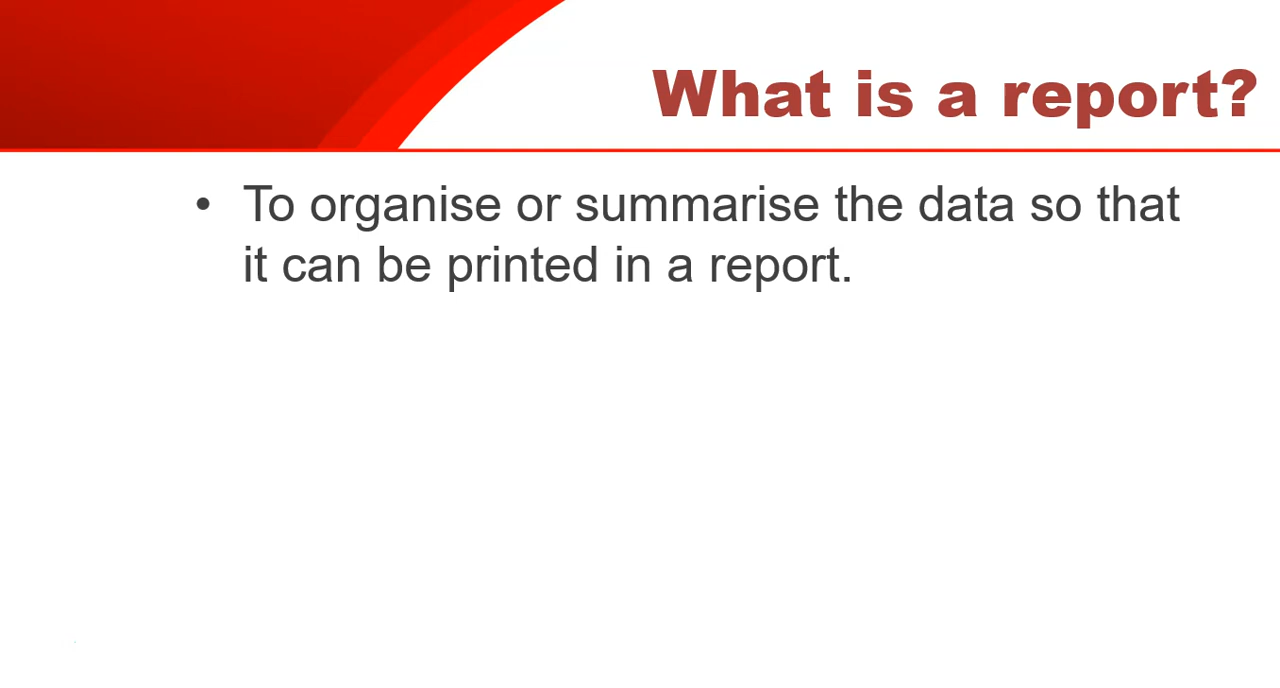 What is a report?
• To organise or summarise the data so that
it can be printed in a report.